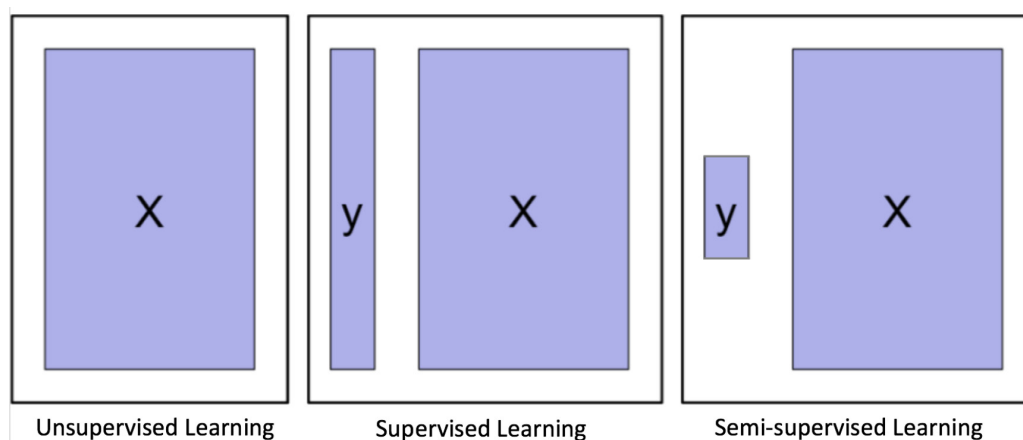 X
y
X
y
X
Unsupervised Learning
Supervised Learning
Semi-supervised Learning